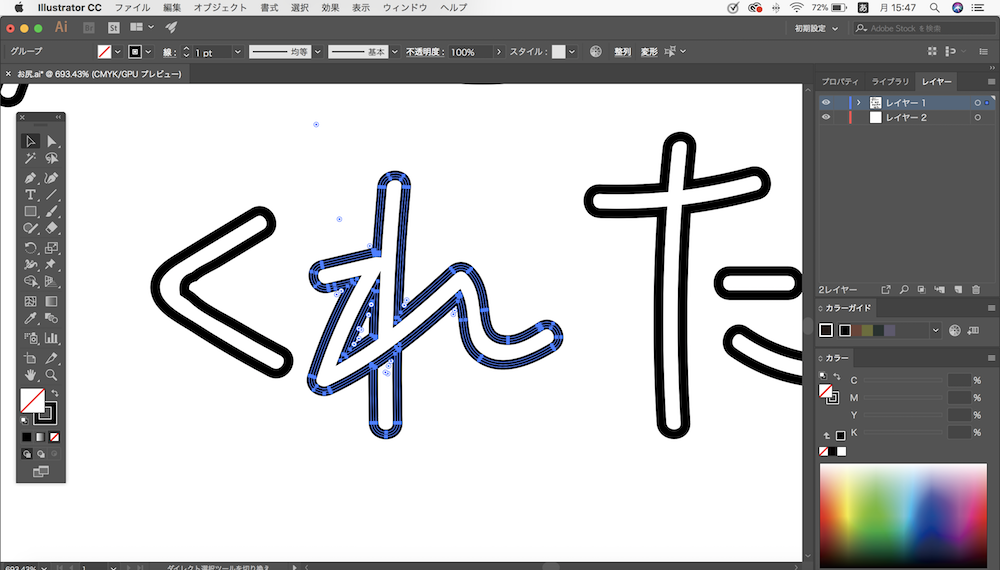 Illustrator CC ファイル 編集 オブジェクト 書式 選択 効果 表示 ウィンドウ ヘルプ 72% あ 月 15:47
Ai Br St 初期設定 Adobe Stock を検索
グループ 線: 1 pt 均等 基本 不透明度: 100% スタイル: 整列 変形
お尻.ai* @ 693.43% (CMYK/GPU プレビュー)
プロパティ ライブラリ レイヤー
レイヤー 1
レイヤー 2
くれた
2レイヤー
カラーガイド
カラー
C %
M %
Y %
K %
693.43% 1 ダイレクト選択ツールを切り換え